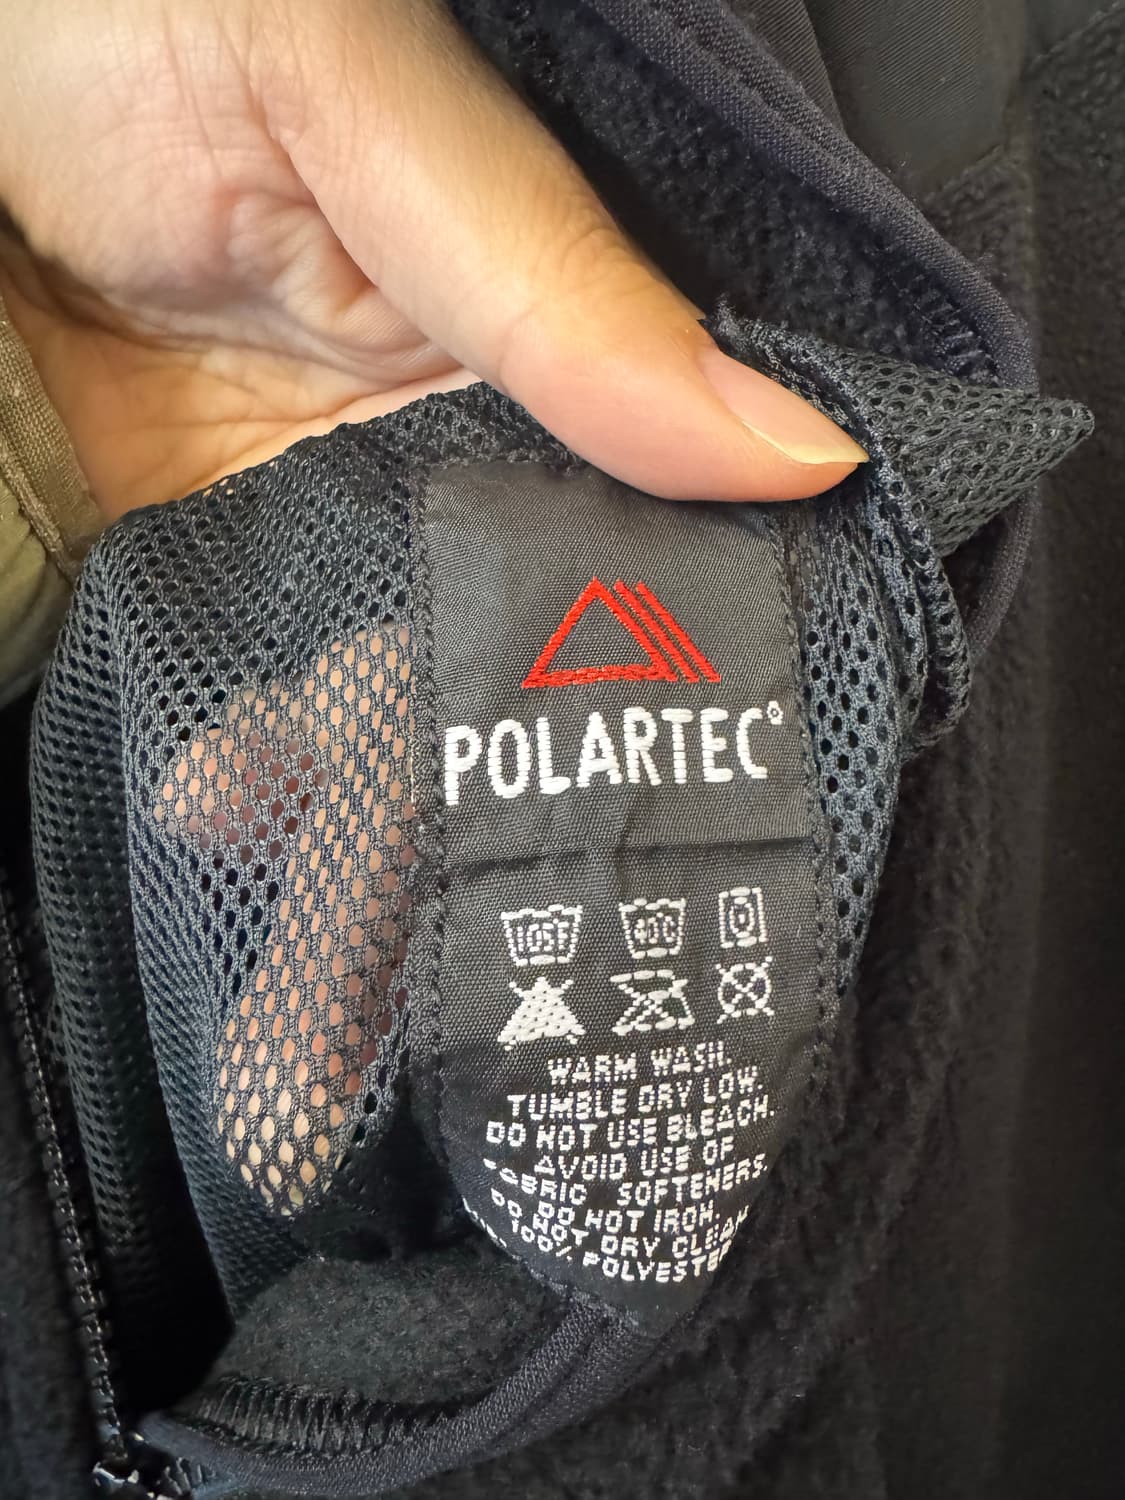 POLARTEC®
WARM WASH.
TUMBLE DRY LOW.
DO NOT USE BLEACH.
AVOID USE OF
FABRIC SOFTENERS.
DO NOT IRON.
DO NOT DRY CLEAN
100% POLYESTER